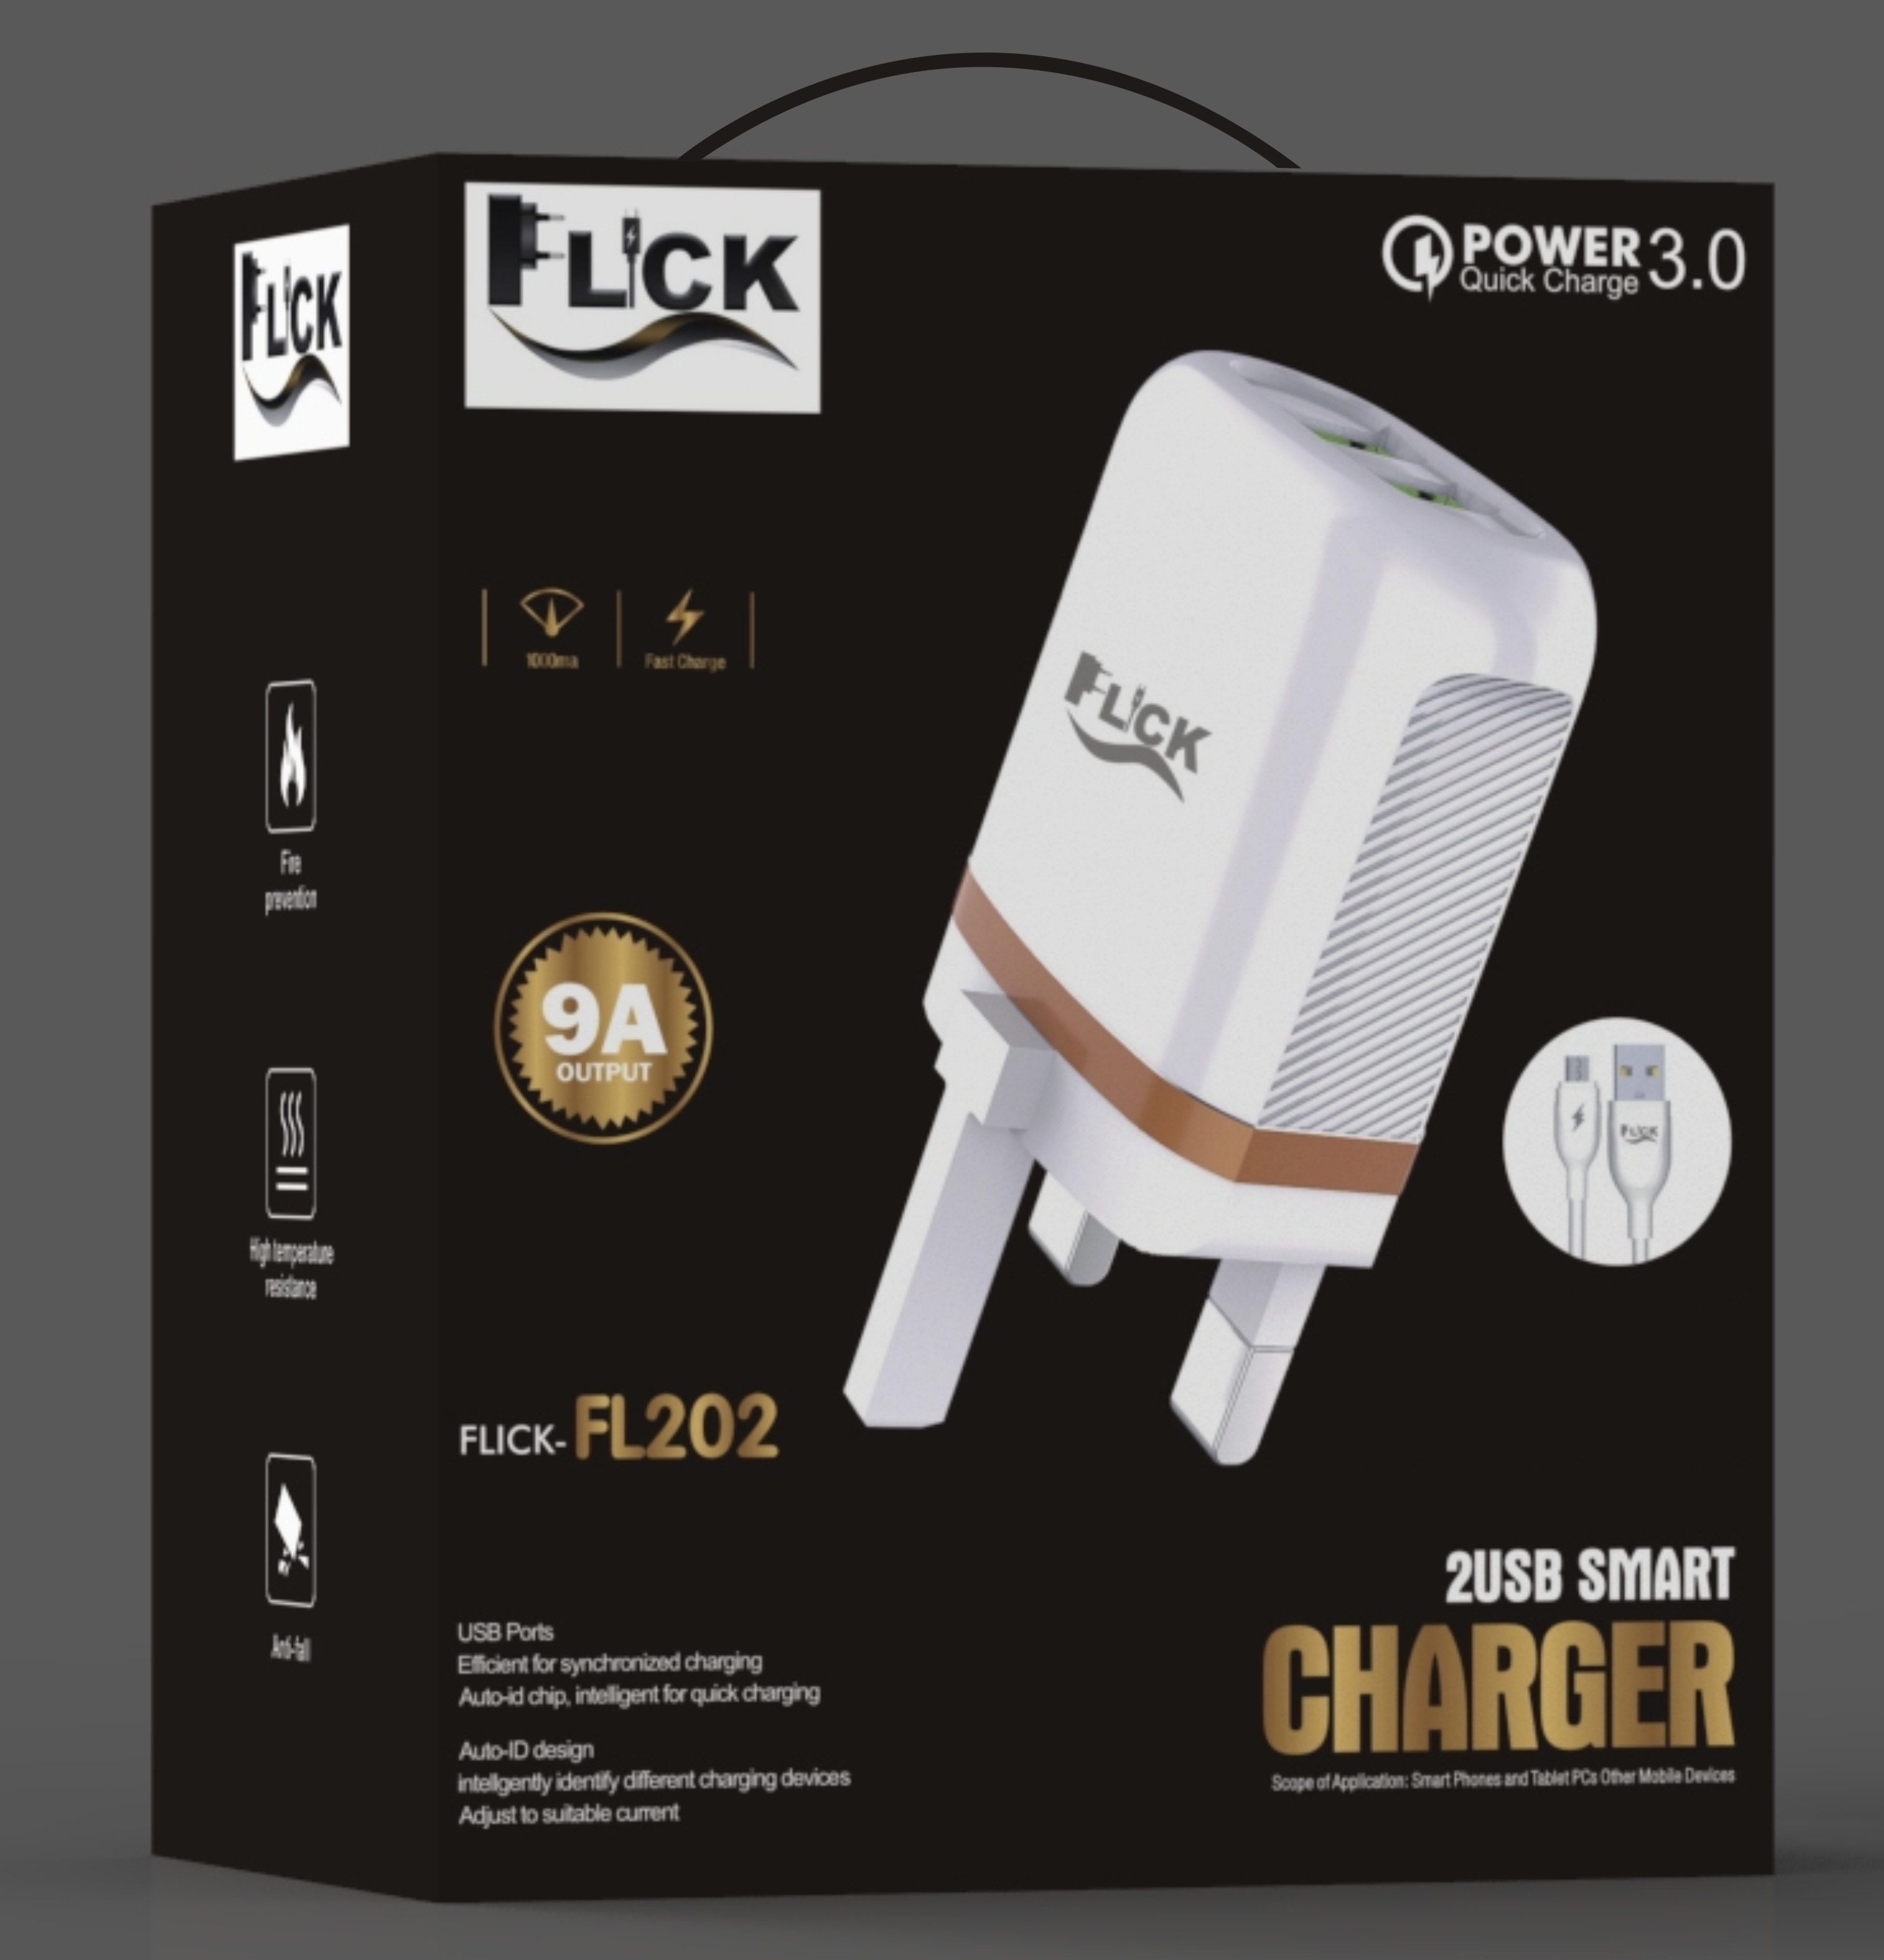 FLICK
FLICK
POWER
Quick Charge 3.0
1000ma
Fast Charge
FLICK
Fire
prevention
9A
OUTPUT
FLICK
High temperature
resistance
FLICK-FL202
Anti-fall
2USB SMART
CHARGER
Scope of Application: Smart Phones and Tablet PCs Other Mobile Devices
USB Ports
Efficient for synchronized charging
Auto-id chip, intelligent for quick charging
Auto-ID design
intellgently identify different charging devices
Adjust to suitable current